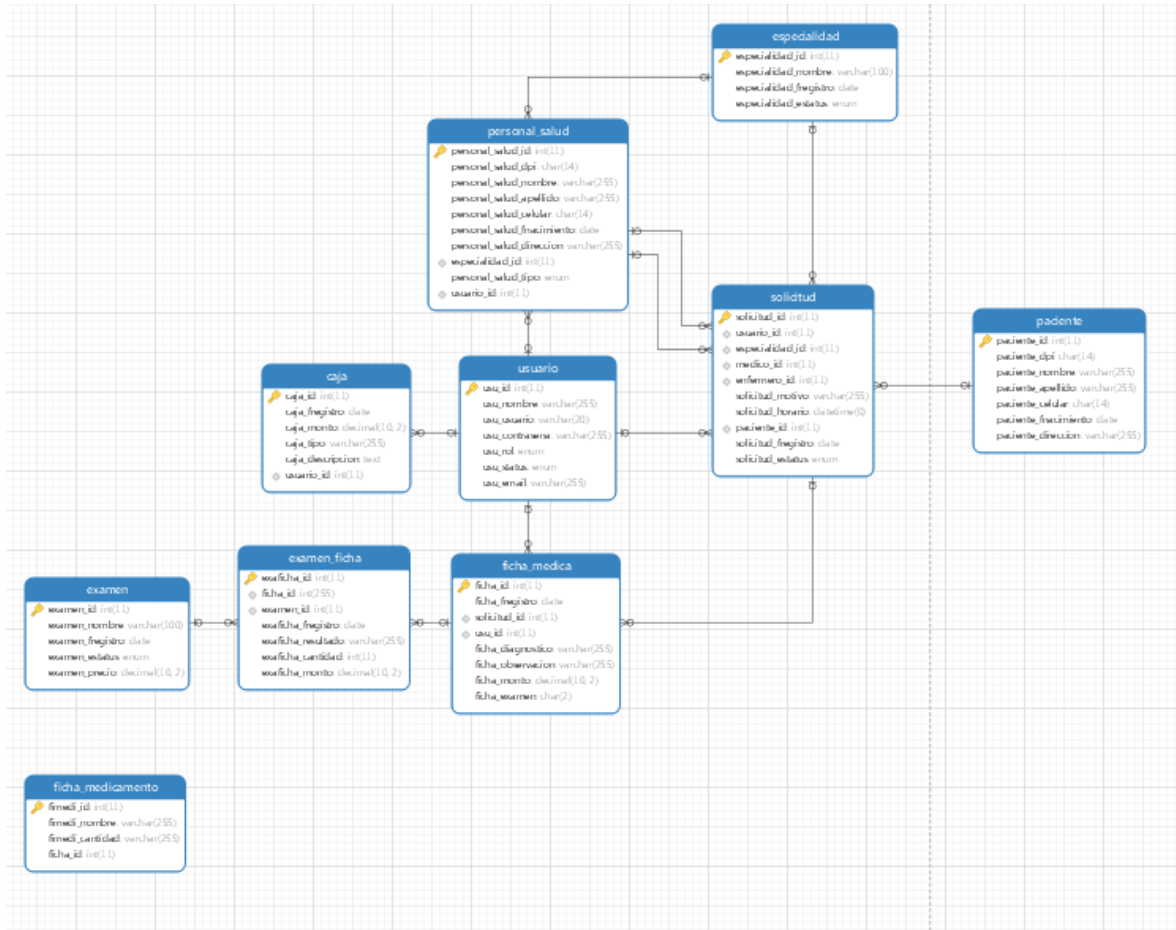 especialidad
especialidad_id: int(11)
especialidad_nombre: varchar(100)
especialidad_fregistro: date
especialidad_estatus: enum
personal_salud
personal_salud_id: int(11)
personal_salud_dpi: char(14)
personal_salud_nombre: varchar(255)
personal_salud_apellido: varchar(255)
personal_salud_celular: char(14)
personal_salud_fnacimiento: date
personal_salud_direccion: varchar(255)
especialidad_id: int(11)
personal_salud_tipo: enum
usuario_id: int(11)
solicitud
solicitud_id: int(11)
usuario_id: int(11)
especialidad_id: int(11)
medico_id: int(11)
enfermero_id: int(11)
solicitud_motivo: varchar(255)
solicitud_horario: datetime(0)
paciente_id: int(11)
solicitud_fregistro: date
solicitud_estatus: enum
paciente
paciente_id: int(11)
paciente_dpi: char(14)
paciente_nombre: varchar(255)
paciente_apellido: varchar(255)
paciente_celular: char(14)
paciente_fnacimiento: date
paciente_direccion: varchar(255)
caja
caja_id: int(11)
caja_fregistro: date
caja_monto: decimal(10, 2)
caja_tipo: varchar(255)
caja_descripcion: text
usuario_id: int(11)
usuario
usu_id: int(11)
usu_nombre: varchar(255)
usu_usuario: varchar(20)
usu_contrasena: varchar(255)
usu_rol: enum
usu_status: enum
usu_email: varchar(255)
examen
examen_id: int(11)
examen_nombre: varchar(100)
examen_fregistro: date
examen_estatus: enum
examen_precio: decimal(10, 2)
examen_ficha
exaficha_id: int(11)
ficha_id: int(255)
examen_id: int(11)
exaficha_fregistro: date
exaficha_resultado: varchar(255)
exaficha_cantidad: int(11)
exaficha_monto: decimal(10, 2)
ficha_medica
ficha_id: int(11)
ficha_fregistro: date
solicitud_id: int(11)
usu_id: int(11)
ficha_diagnostico: varchar(255)
ficha_observacion: varchar(255)
ficha_monto: decimal(10, 2)
ficha_examen: char(2)
ficha_medicamento
fimedi_id: int(11)
fimedi_nombre: varchar(255)
fimedi_cantidad: varchar(255)
ficha_id: int(11)